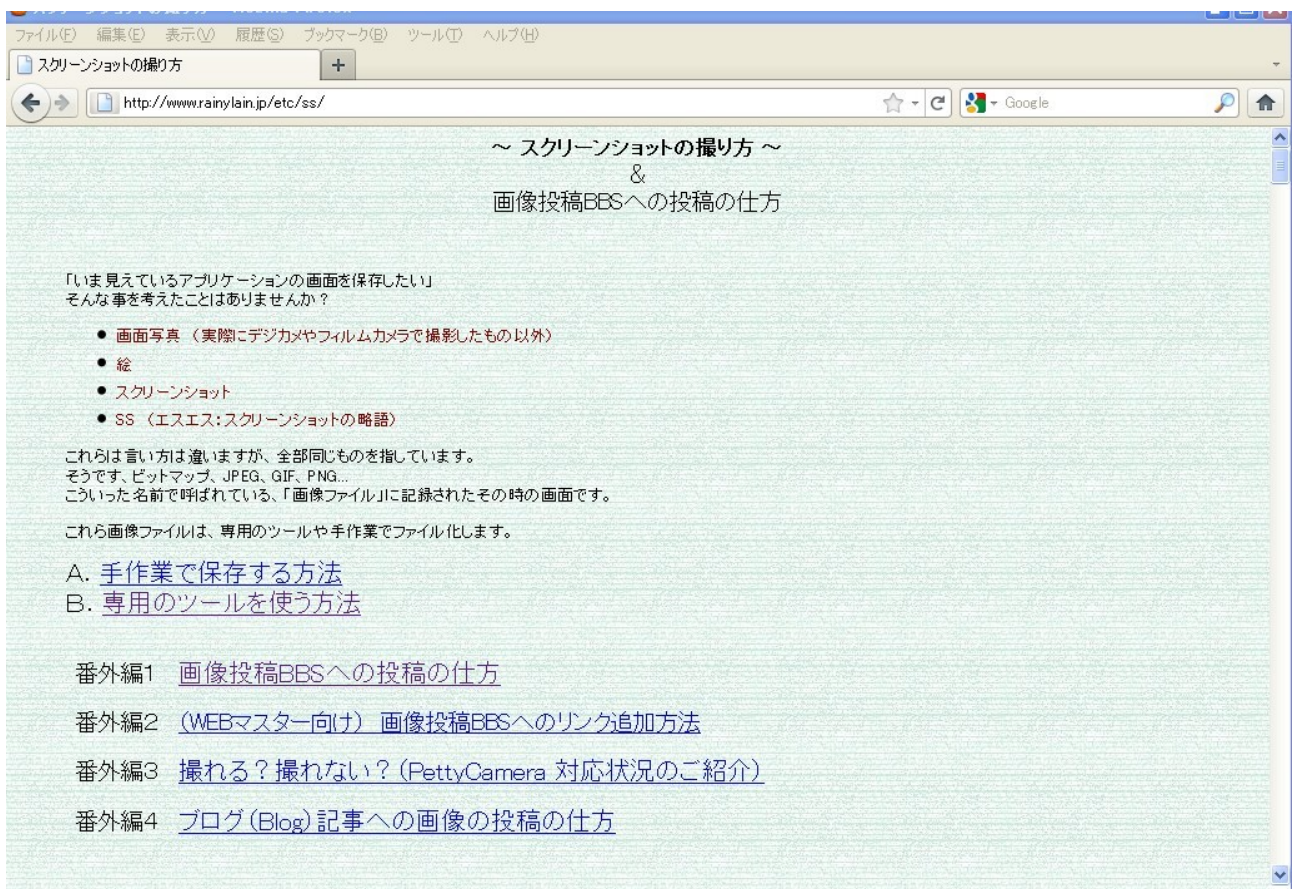 ファイル(F) 編集(E) 表示(V) 履歴(S) ブックマーク(B) ツール(T) ヘルプ(H)
スクリーンショットの撮り方
http://www.rainylain.jp/etc/ss/
Google
～ スクリーンショットの撮り方 ～
&
画像投稿BBSへの投稿の仕方
「いま見えているアプリケーションの画面を保存したい」
そんな事を考えたことはありませんか？
● 画面写真 （実際にデジカメやフィルムカメラで撮影したもの以外）
● 絵
● スクリーンショット
● SS （エスエス:スクリーンショットの略語）
これらは言い方は違いますが、全部同じものを指しています。
そうです、ビットマップ、JPEG、GIF、PNG...
こういった名前で呼ばれている、「画像ファイル」に記録されたその時の画面です。
これら画像ファイルは、専用のツールや手作業でファイル化します。
A. 手作業で保存する方法
B. 専用のツールを使う方法
番外編1 画像投稿BBSへの投稿の仕方
番外編2 （WEBマスター向け） 画像投稿BBSへのリンク追加方法
番外編3 撮れる？撮れない？（PettyCamera 対応状況のご紹介）
番外編4 ブログ(Blog)記事への画像の投稿の仕方